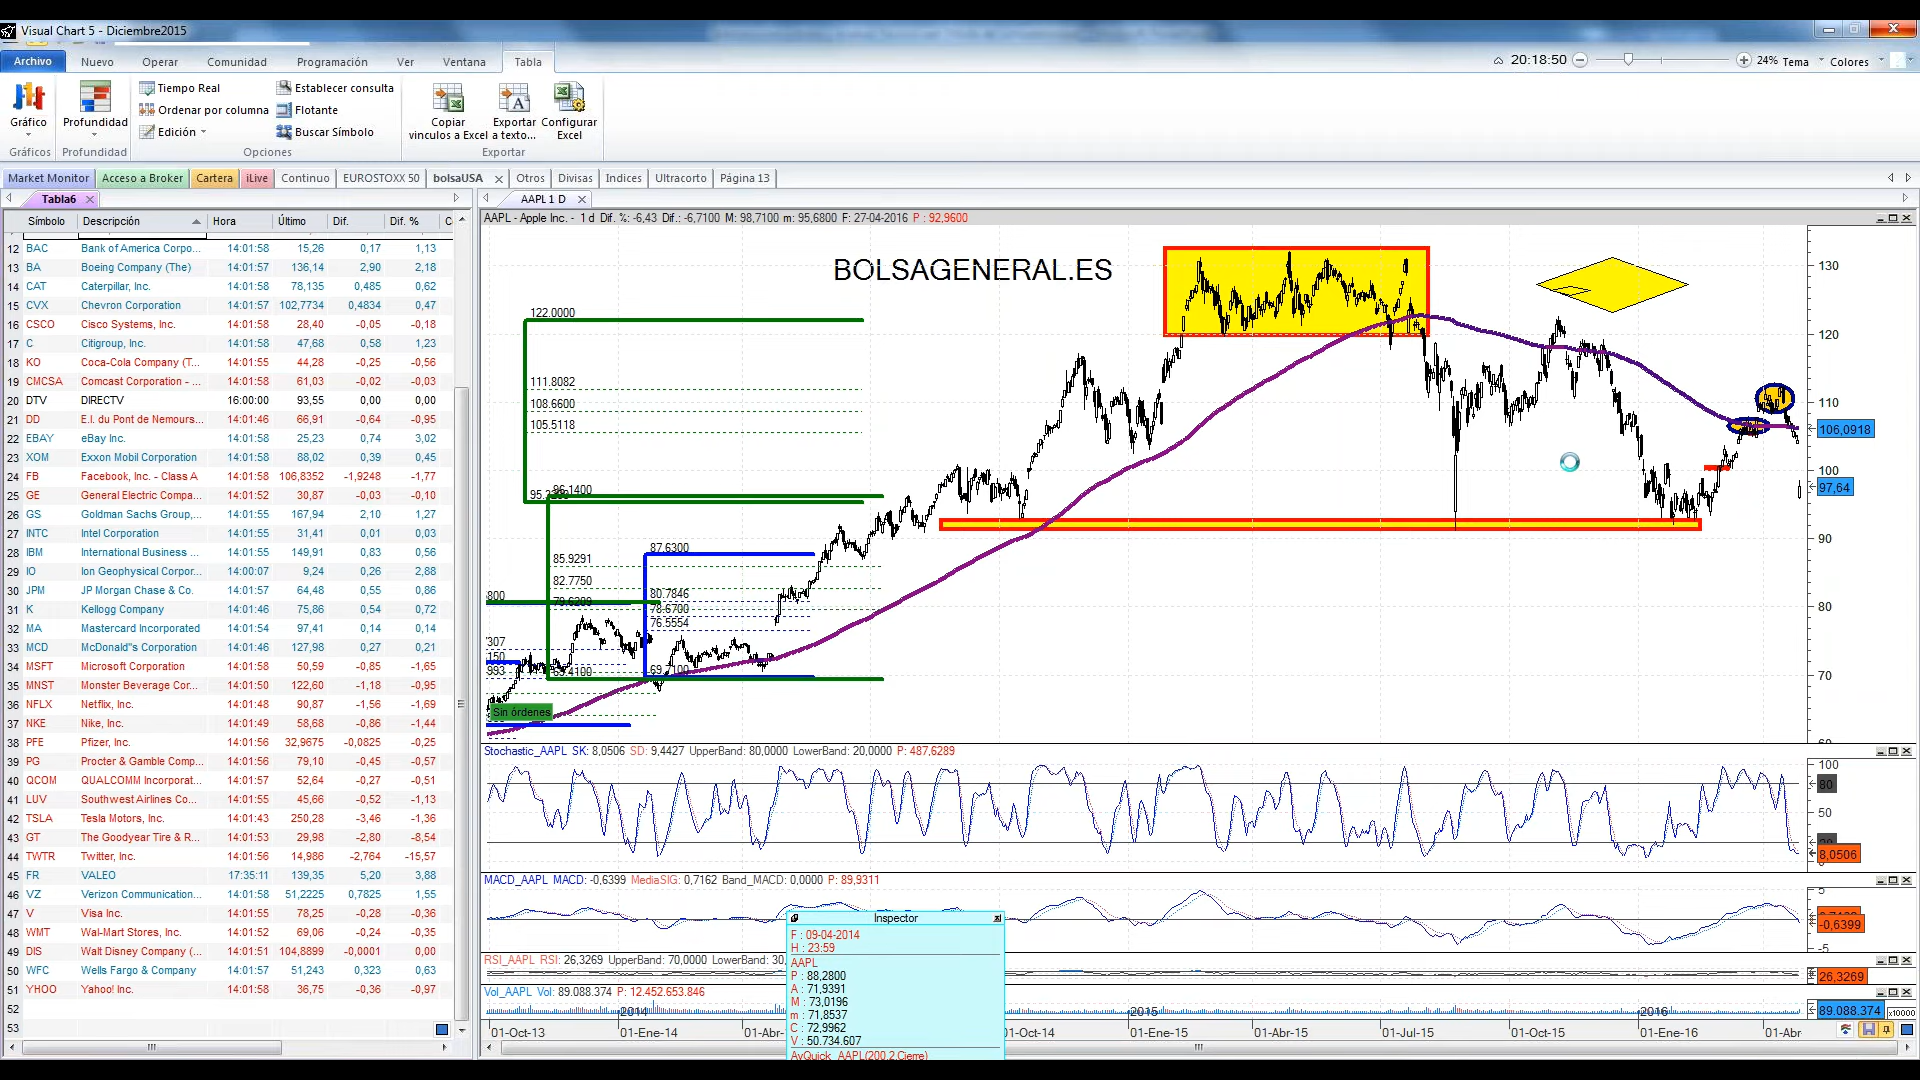 Visual Chart 5 - Diciembre2015
Archivo Nuevo Operar Comunidad Programación Ver Ventana Tabla 20:18:50 24% Tema Colores
Tiempo Real Establecer consulta
Ordenar por columna Flotante
Edición Buscar Símbolo
Gráfico Profundidad Copiar vinculos a Excel Exportar a texto... Configurar Excel
Gráficos Profundidad Opciones Exportar
Market Monitor Acceso a Broker Cartera iLive Continuo EUROSTOXX 50 bolsaUSA Otros Divisas Indices Ultracorto Página 13
Tabla6 AAPL 1 D
Símbolo Descripción Hora Último Dif. Dif. % C
12 BAC Bank of America Corpo... 14:01:58 15,26 0,17 1,13
13 BA Boeing Company (The) 14:01:57 136,14 2,90 2,18
14 CAT Caterpillar, Inc. 14:01:58 78,135 0,485 0,62
15 CVX Chevron Corporation 14:01:57 102,7734 0,4834 0,47
16 CSCO Cisco Systems, Inc. 14:01:58 28,40 -0,05 -0,18
17 C Citigroup, Inc. 14:01:58 47,68 0,58 1,23
18 KO Coca-Cola Company (T... 14:01:55 44,28 -0,25 -0,56
19 CMCSA Comcast Corporation - ... 14:01:58 61,03 -0,02 -0,03
20 DTV DIRECTV 16:00:00 93,55 0,00 0,00
21 DD E.I. du Pont de Nemours... 14:01:46 66,91 -0,64 -0,95
22 EBAY eBay Inc. 14:01:58 25,23 0,74 3,02
23 XOM Exxon Mobil Corporation 14:01:58 88,02 0,39 0,45
24 FB Facebook, Inc. - Class A 14:01:58 106,8352 -1,9248 -1,77
25 GE General Electric Compa... 14:01:52 30,87 -0,03 -0,10
26 GS Goldman Sachs Group,... 14:01:55 167,94 2,10 1,27
27 INTC Intel Corporation 14:01:55 31,41 0,01 0,03
28 IBM International Business ... 14:01:55 149,91 0,83 0,56
29 IO Ion Geophysical Corpor... 14:00:07 9,24 0,26 2,88
30 JPM JP Morgan Chase & Co. 14:01:57 64,48 0,55 0,86
31 K Kellogg Company 14:01:46 75,86 0,54 0,72
32 MA Mastercard Incorporated 14:01:54 97,41 0,14 0,14
33 MCD McDonald"s Corporation 14:01:46 127,98 0,27 0,21
34 MSFT Microsoft Corporation 14:01:58 50,59 -0,85 -1,65
35 MNST Monster Beverage Cor... 14:01:50 122,60 -1,18 -0,95
36 NFLX Netflix, Inc. 14:01:48 90,87 -1,56 -1,69
37 NKE Nike, Inc. 14:01:49 58,68 -0,86 -1,44
38 PFE Pfizer, Inc. 14:01:56 32,9675 -0,0825 -0,25
39 PG Procter & Gamble Comp... 14:01:56 79,10 -0,45 -0,57
40 QCOM QUALCOMM Incorporat... 14:01:57 52,64 -0,27 -0,51
41 LUV Southwest Airlines Co... 14:01:55 45,66 -0,52 -1,13
42 TSLA Tesla Motors, Inc. 14:01:43 250,28 -3,46 -1,36
43 GT The Goodyear Tire & R... 14:01:53 29,98 -2,80 -8,54
44 TWTR Twitter, Inc. 14:01:56 14,986 -2,764 -15,57
45 FR VALEO 17:35:11 139,35 5,20 3,88
46 VZ Verizon Communication... 14:01:57 51,2225 0,7825 1,55
47 V Visa Inc. 14:01:55 78,25 -0,28 -0,36
48 WMT Wal-Mart Stores, Inc. 14:01:52 69,06 -0,24 -0,35
49 DIS Walt Disney Company (... 14:01:51 104,8899 -0,0001 0,00
50 WFC Wells Fargo & Company 14:01:57 51,243 0,323 0,63
51 YHOO Yahoo! Inc. 14:01:58 36,75 -0,36 -0,97
52
53
AAPL - Apple Inc. - 1 d Dif. %: -6,43 Dif.: -6,7100 M: 98,7100 m: 95,6800 F: 27-04-2016 P : 92,9600
BOLSAGENERAL.ES
130
122.0000
120
111.8082
108.6600
110
105.5118
106,0918
100
96.1400
97,64
90
87.6300
85.9291
82.7750
80.7846
800
80
78.6700
76.5554
307
150
993
69.7100
70
Sin órdenes
Stochastic_AAPL SK: 8,0506 SD: 9,4427 UpperBand: 80,0000 LowerBand: 20,0000 P: 487,6289
100
80
50
8,0506
MACD_AAPL MACD: -0,6399 MediaSIG: 0,7162 Band_MACD: 0,0000 P: 89,9311
5
-0,6399
-5
RSI_AAPL RSI: 26,3269 UpperBand: 70,0000 LowerBand: 30,
26,3269
Vol_AAPL Vol: 89.088.374 P: 12.452.653.846
89.088.374 x10000
2014 2015 2016
01-Oct-13 01-Ene-14 01-Abr- 01-Oct-14 01-Ene-15 01-Abr-15 01-Jul-15 01-Oct-15 01-Ene-16 01-Abr
Inspector
F : 09-04-2014
H : 23:59
AAPL
P : 88,2800
A : 71,9391
M : 73,0196
m : 71,8537
C : 72,9962
V : 50.734.607
AvQuick_AAPL(200,2,Cierre)